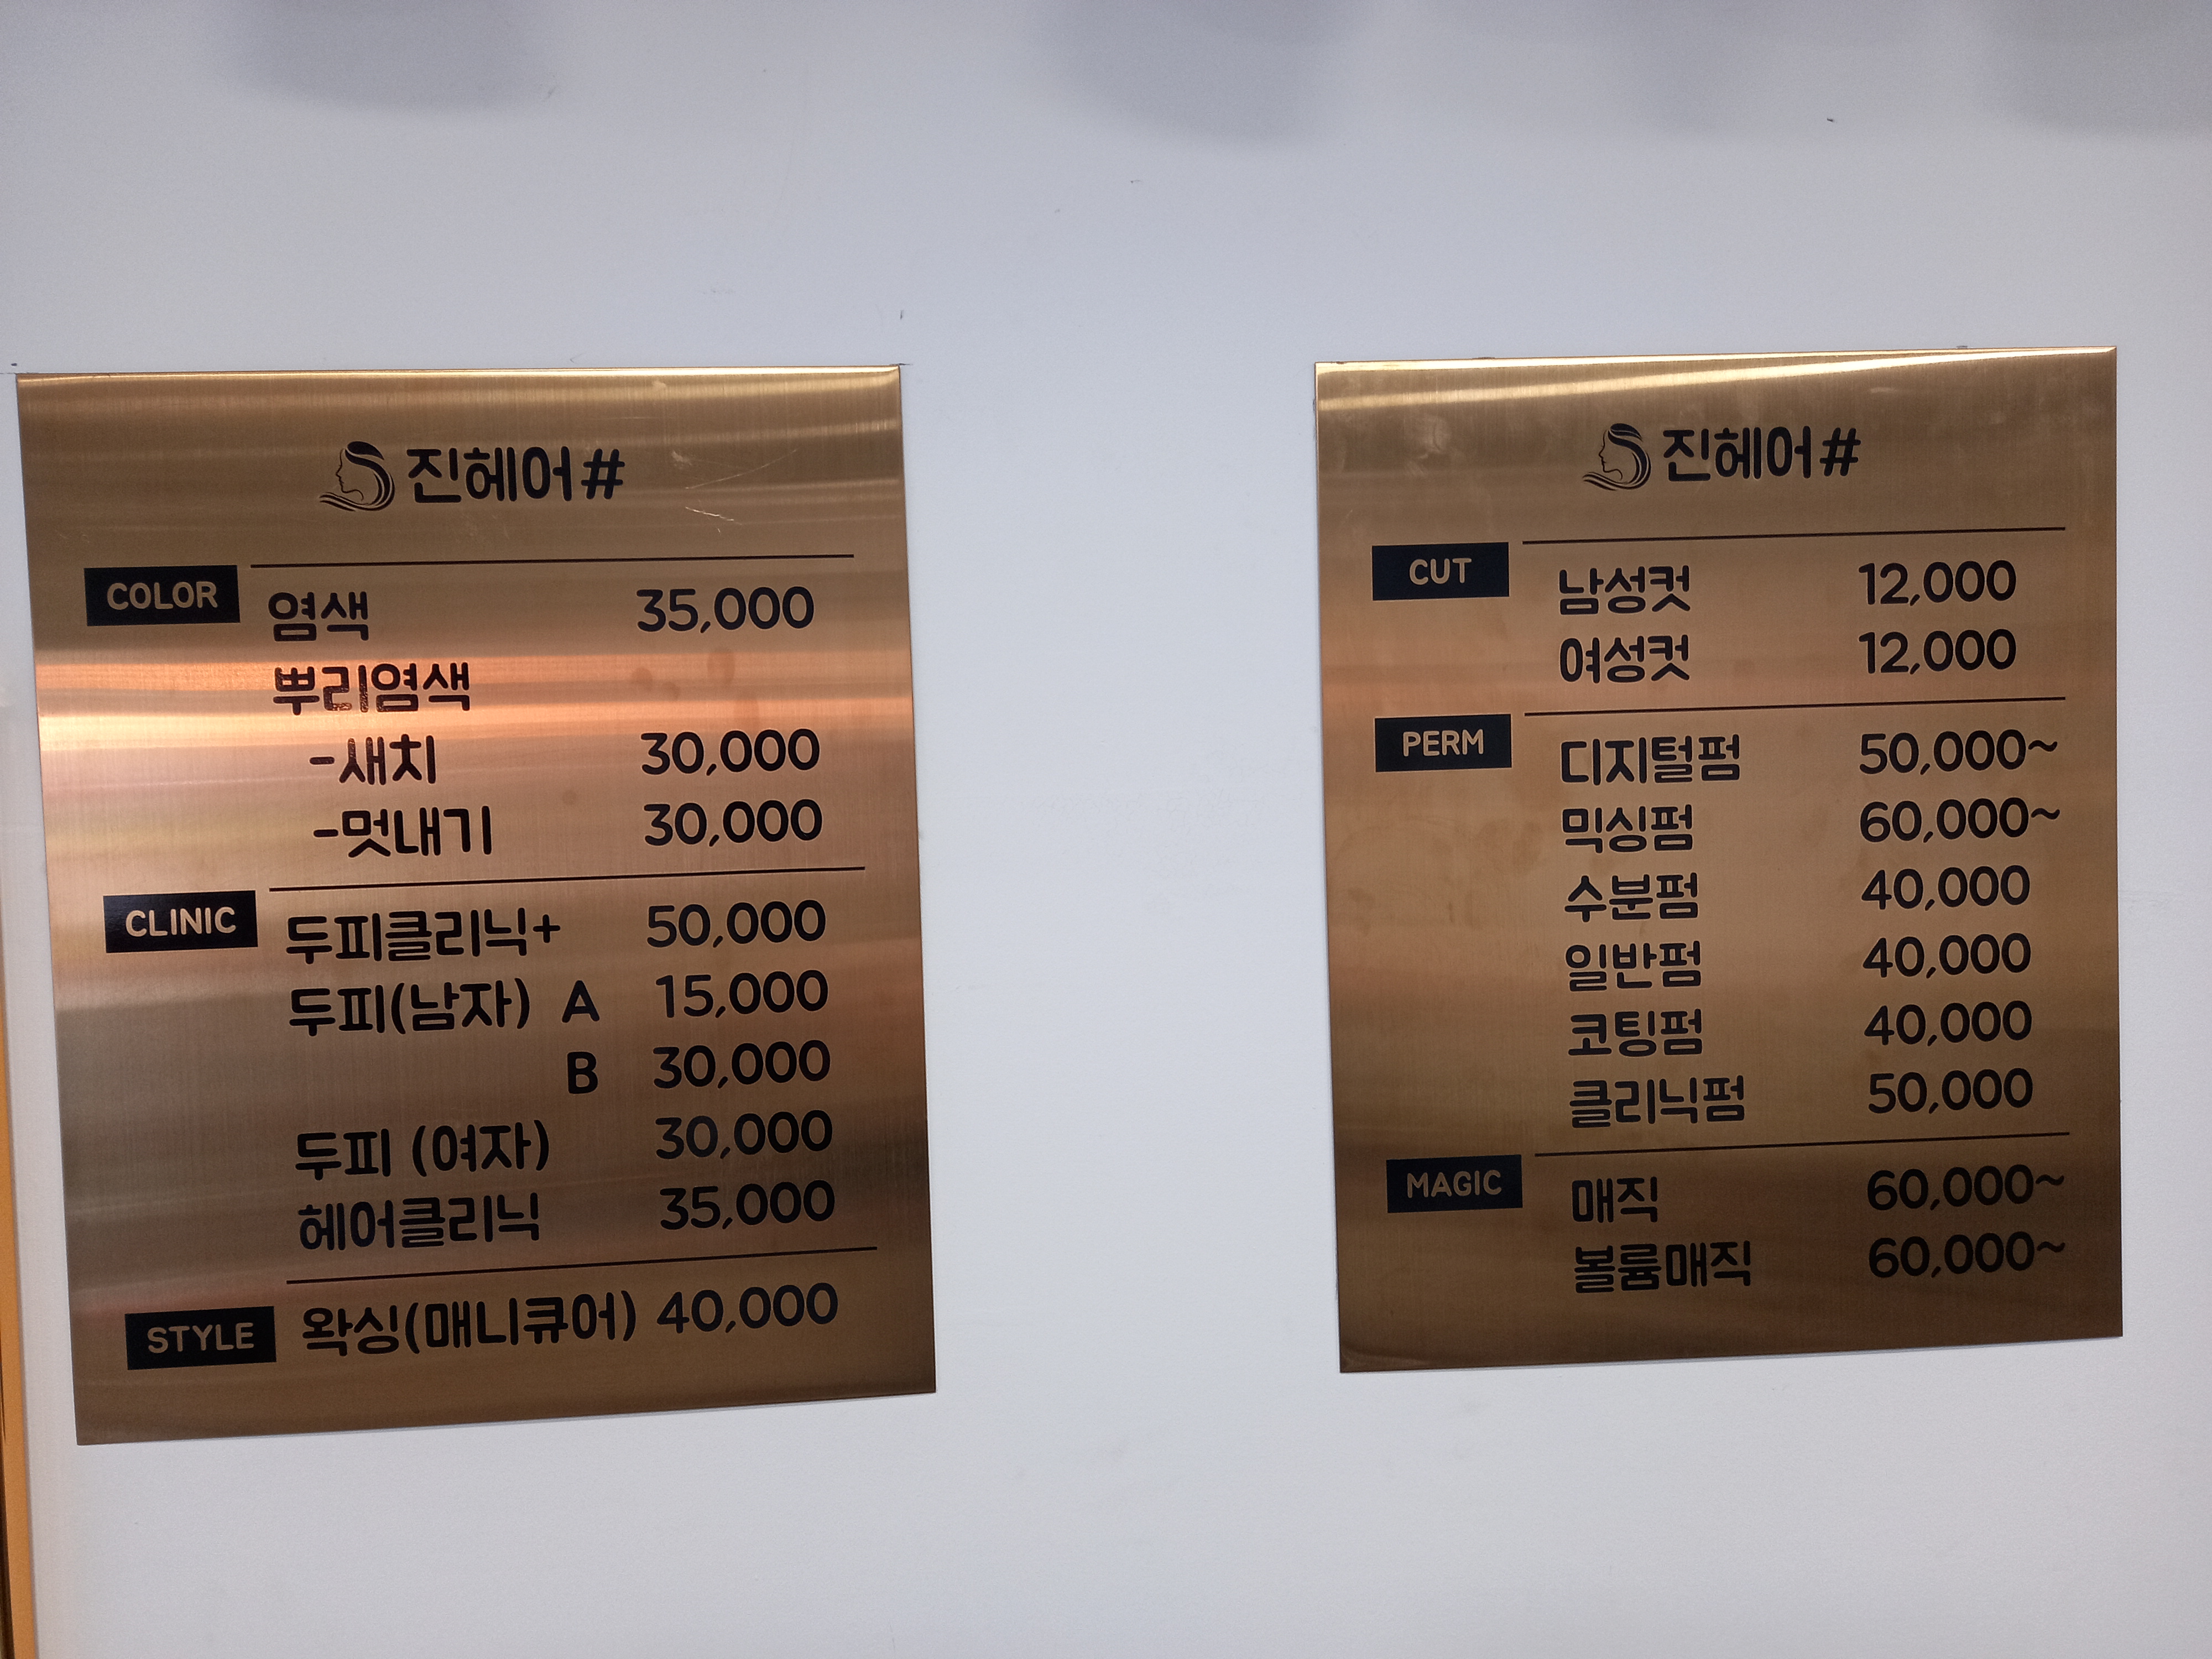 진헤어#
COLOR 염색 35,000
뿌리염색
-새치 30,000
-멋내기 30,000
CLINIC 두피클리닉+ 50,000
두피(남자) A 15,000
B 30,000
두피 (여자) 30,000
헤어클리닉 35,000
STYLE 왁싱(매니큐어) 40,000
진헤어#
CUT 남성컷 12,000
여성컷 12,000
PERM 디지털펌 50,000~
믹싱펌 60,000~
수분펌 40,000
일반펌 40,000
코팅펌 40,000
클리닉펌 50,000
MAGIC 매직 60,000~
볼륨매직 60,000~